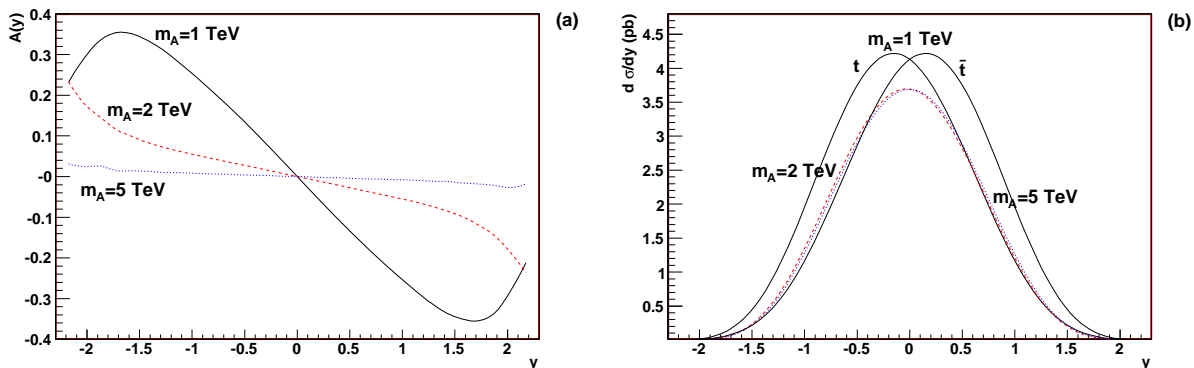 (a)
A(y)
0.4
0.3
0.2
0.1
-0
-0.1
-0.2
-0.3
-0.4
m_A=1 TeV
m_A=2 TeV
m_A=5 TeV
-2 -1.5 -1 -0.5 0 0.5 1 1.5 2
y
(b)
d σ/dy (pb)
4.5
4
3.5
3
2.5
2
1.5
1
0.5
m_A=1 TeV
t t̄
m_A=2 TeV
m_A=5 TeV
-2 -1.5 -1 -0.5 0 0.5 1 1.5 2
y